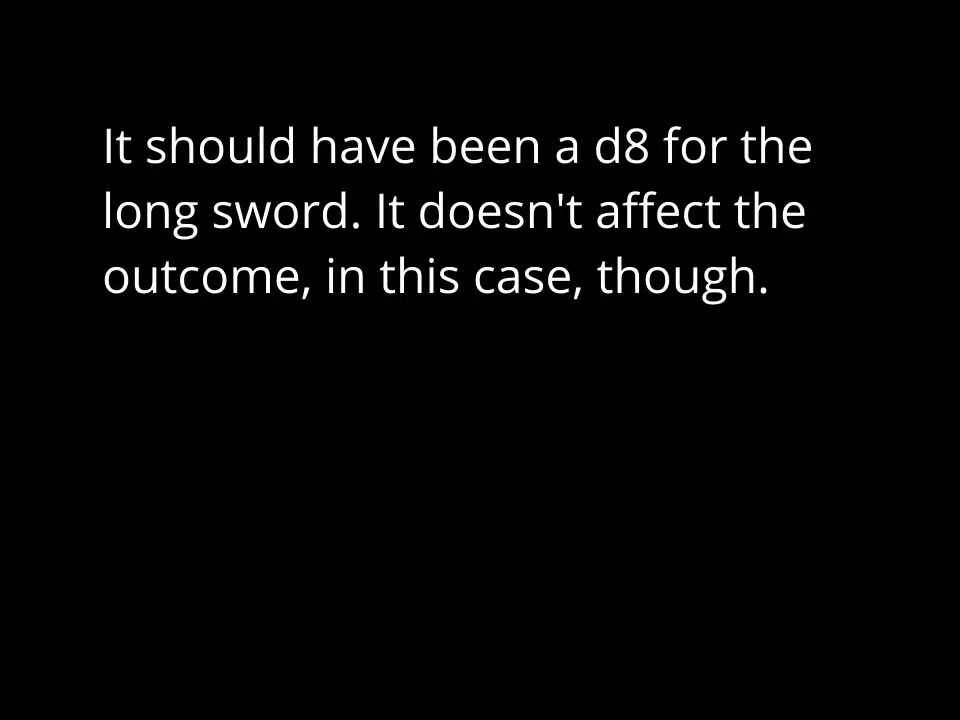 It should have been a d8 for the
long sword. It doesn't affect the
outcome, in this case, though.